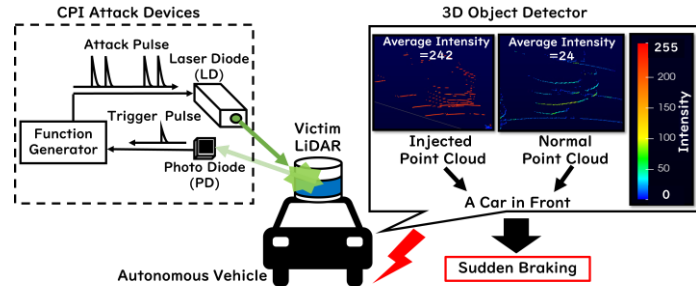 CPI Attack Devices
Attack Pulse
Laser Diode
(LD)
Trigger Pulse
Function
Generator
Photo Diode
(PD)
Victim
LiDAR
Autonomous Vehicle
3D Object Detector
Average Intensity
=242
Average Intensity
=24
255
200
150
100
50
0
Intensity
Injected
Point Cloud
Normal
Point Cloud
A Car in Front
Sudden Braking